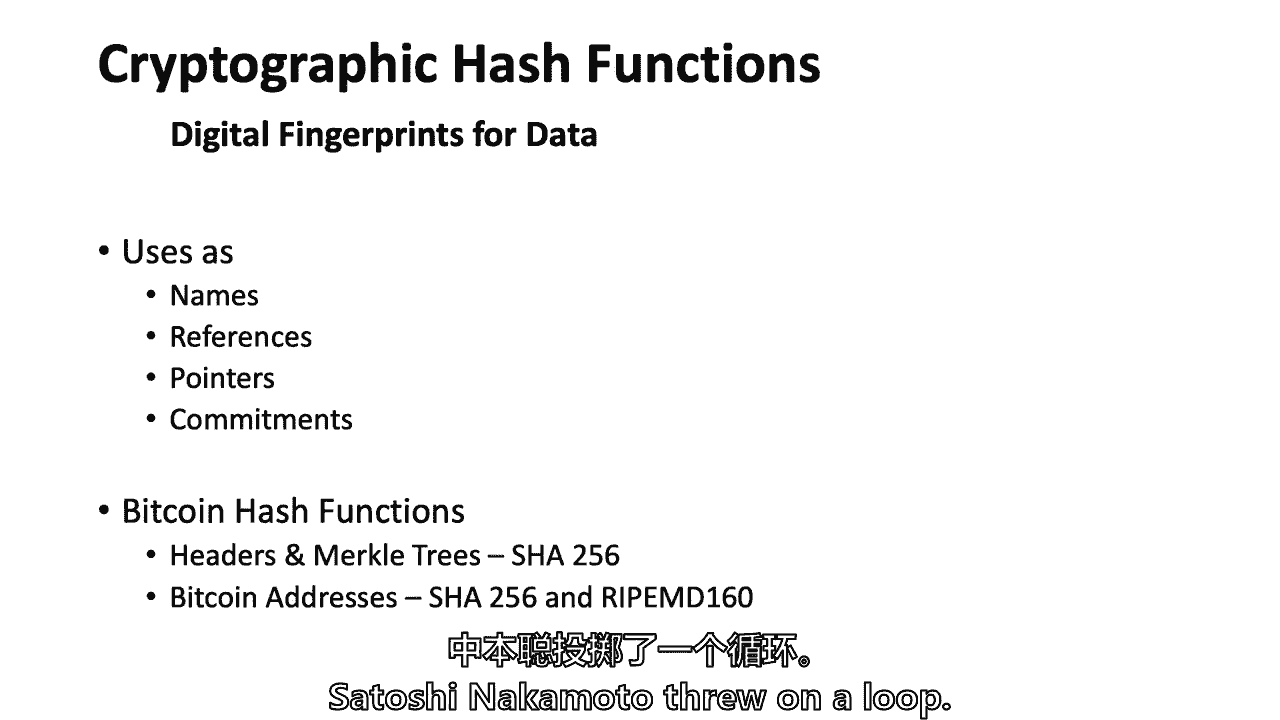 Cryptographic Hash Functions
Digital Fingerprints for Data
• Uses as
• Names
• References
• Pointers
• Commitments
• Bitcoin Hash Functions
• Headers & Merkle Trees – SHA 256
• Bitcoin Addresses – SHA 256 and RIPEMD160
中本聪投掷了一个循环。
Satoshi Nakamoto threw on a loop.